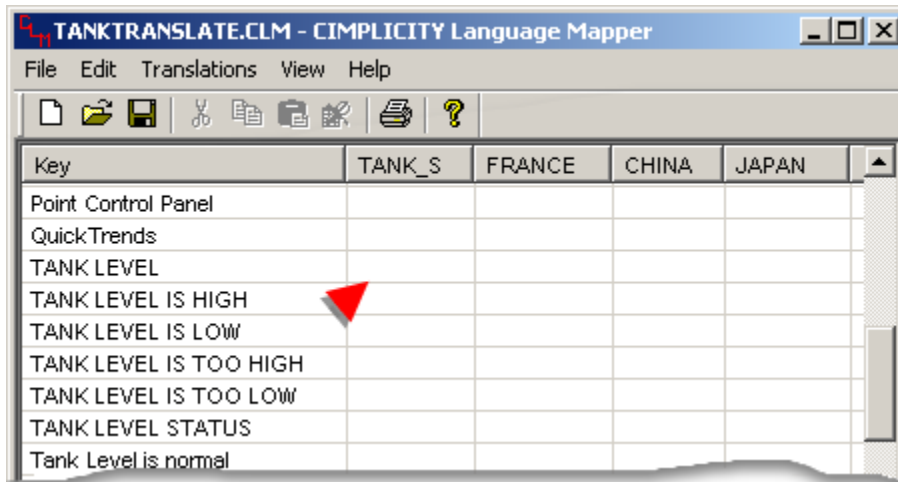 TANKTRANSLATE.CLM - CIMPLICITY Language Mapper
File Edit Translations View Help
Key TANK_S FRANCE CHINA JAPAN
Point Control Panel
QuickTrends
TANK LEVEL
TANK LEVEL IS HIGH
TANK LEVEL IS LOW
TANK LEVEL IS TOO HIGH
TANK LEVEL IS TOO LOW
TANK LEVEL STATUS
Tank Level is normal